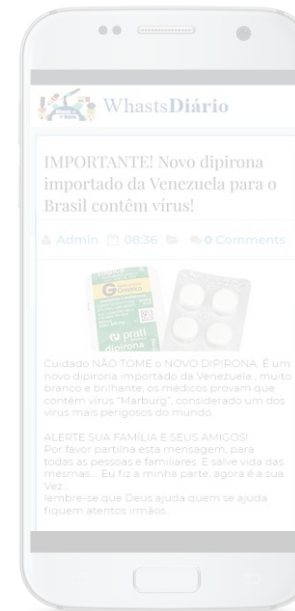 WhastsDiário
IMPORTANTE! Novo dipirona
importado da Venezuela para o
Brasil contêm vírus!
Admin 08:36 0 Comments
G
Genérico
prati
dipirona
Cuidado NÃO TOME o NOVO DIPIRONA. É um
novo dipirona importado da Venezuela , muito
branco e brilhante, os médicos provam que
contêm vírus "Marburg", considerado um dos
vírus mais perigosos do mundo.
ALERTE SUA FAMÍLIA E SEUS AMIGOS!
Por favor partilha esta mensagem, para
todas as pessoas e familiares. E salve vida das
mesmas.... Eu fiz a minha parte, agora é a sua
Vez...
lembre-se que Deus ajuda quem se ajuda
fiquem atentos irmãos.